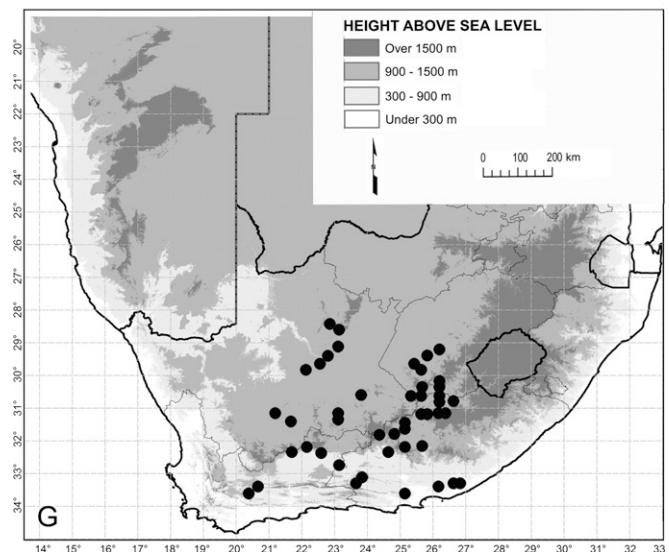 HEIGHT ABOVE SEA LEVEL
Over 1500 m
900 - 1500 m
300 - 900 m
Under 300 m
N
0 100 200 km
20°
21°
22°
23°
24°
25°
26°
27°
28°
29°
30°
31°
32°
33°
34°
G
14° 15° 16° 17° 18° 19° 20° 21° 22° 23° 24° 25° 26° 27° 28° 29° 30° 31° 32° 33°